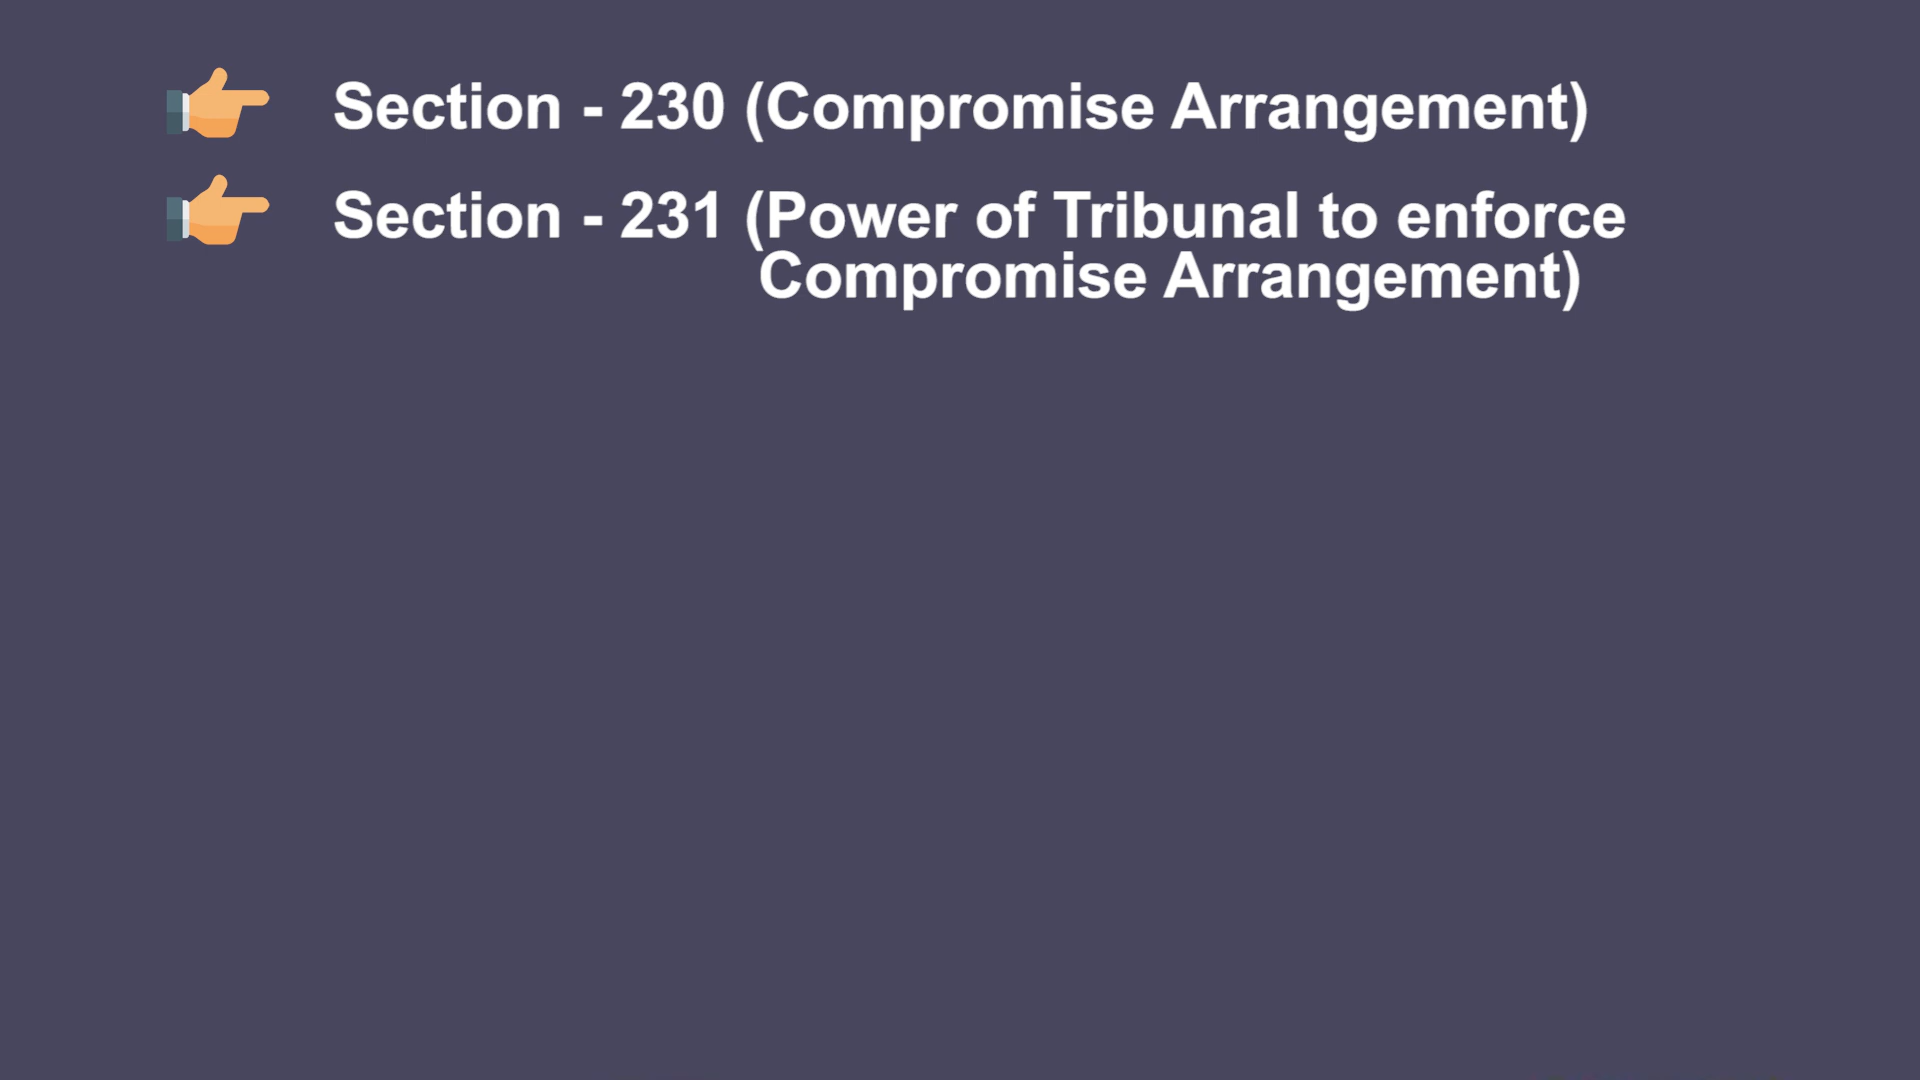 Section - 230 (Compromise Arrangement)
Section - 231 (Power of Tribunal to enforce
Compromise Arrangement)